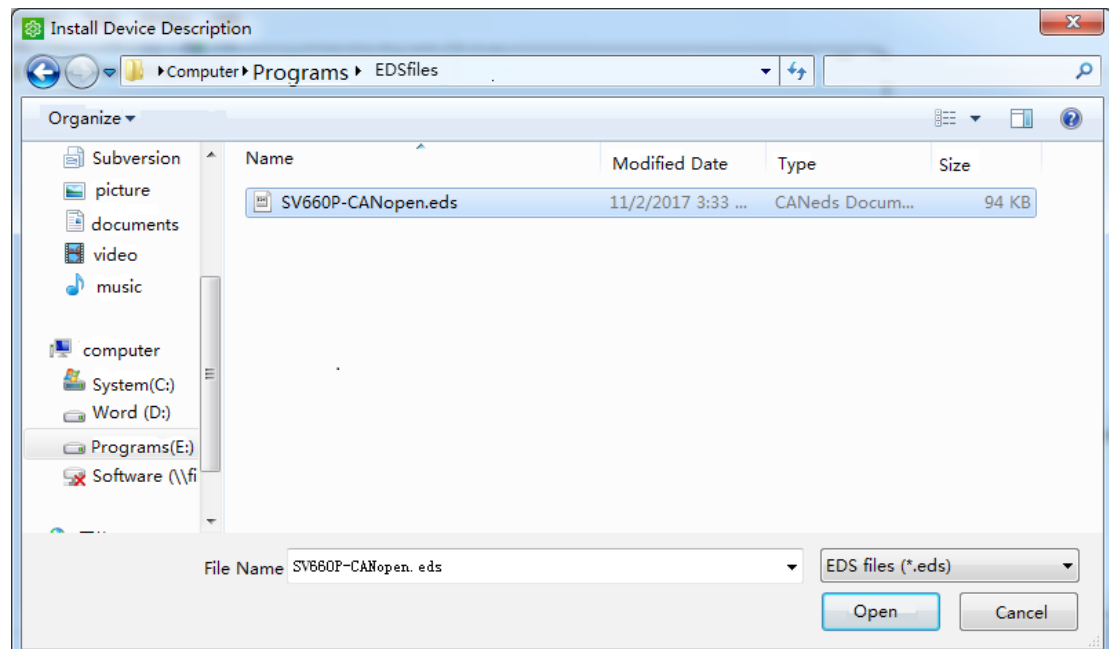 Install Device Description
Computer Programs EDSfiles
Organize
Name Modified Date Type Size
SV660P-CANopen.eds 11/2/2017 3:33 ... CANeds Docum... 94 KB
Subversion
picture
documents
video
music
computer
System(C:)
Word (D:)
Programs(E:)
Software (\\fi
File Name SV660P-CANopen.eds EDS files (*.eds)
Open Cancel